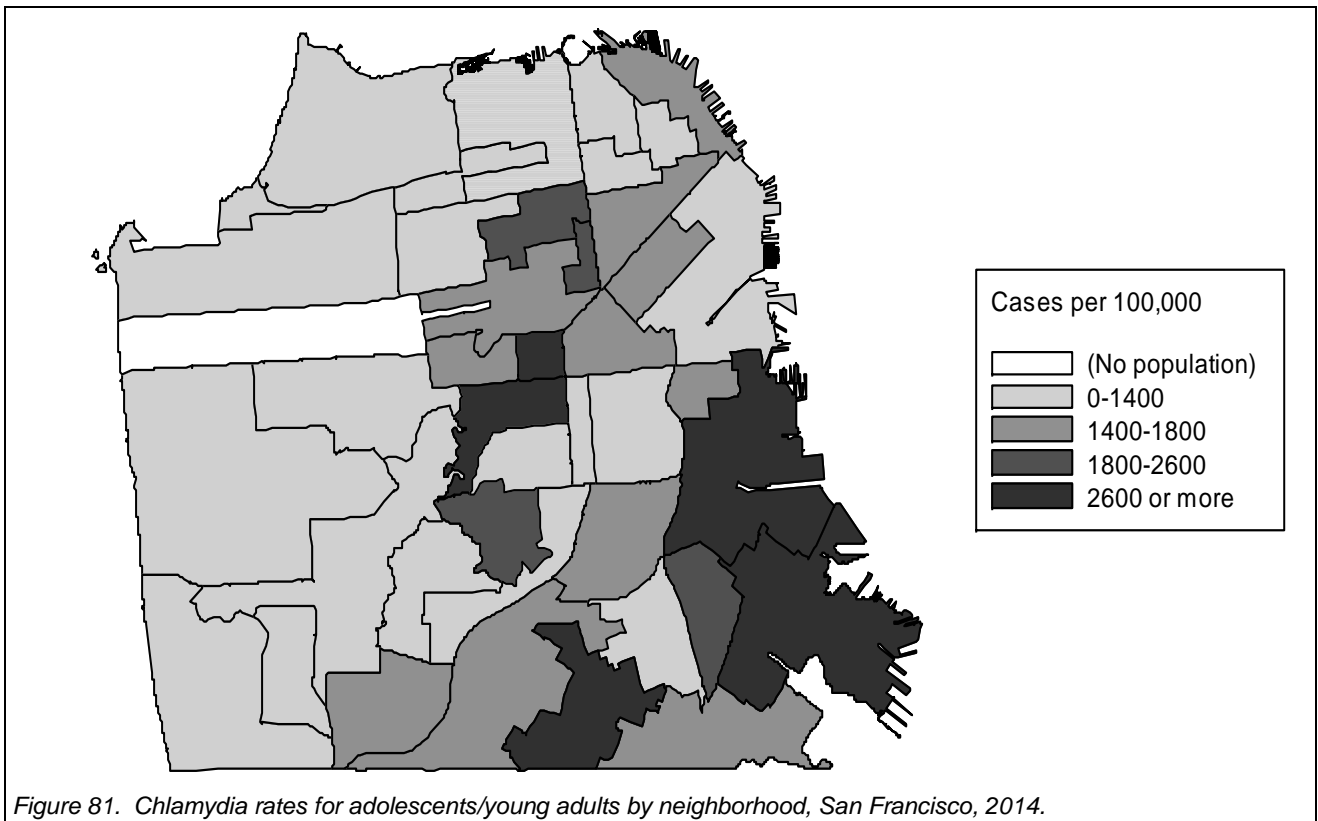 Cases per 100,000
(No population)
0-1400
1400-1800
1800-2600
2600 or more
Figure 81. Chlamydia rates for adolescents/young adults by neighborhood, San Francisco, 2014.